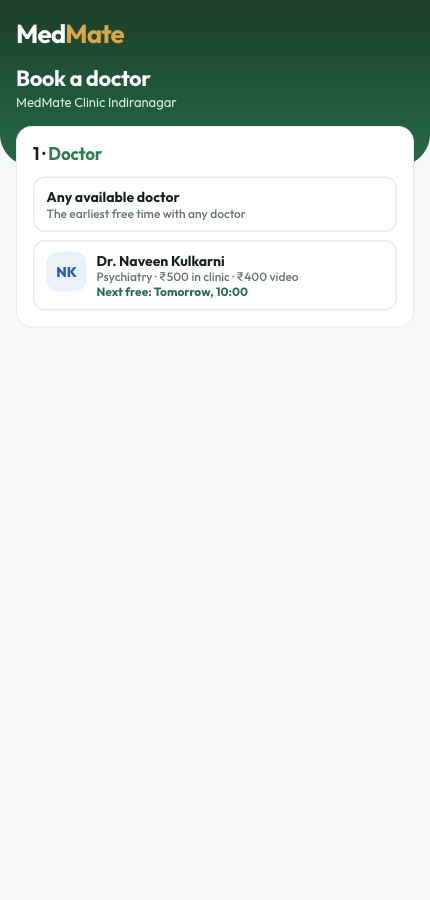 MedMate
Book a doctor
MedMate Clinic Indiranagar
1 · Doctor
Any available doctor
The earliest free time with any doctor
NK
Dr. Naveen Kulkarni
Psychiatry · ₹500 in clinic · ₹400 video
Next free: Tomorrow, 10:00